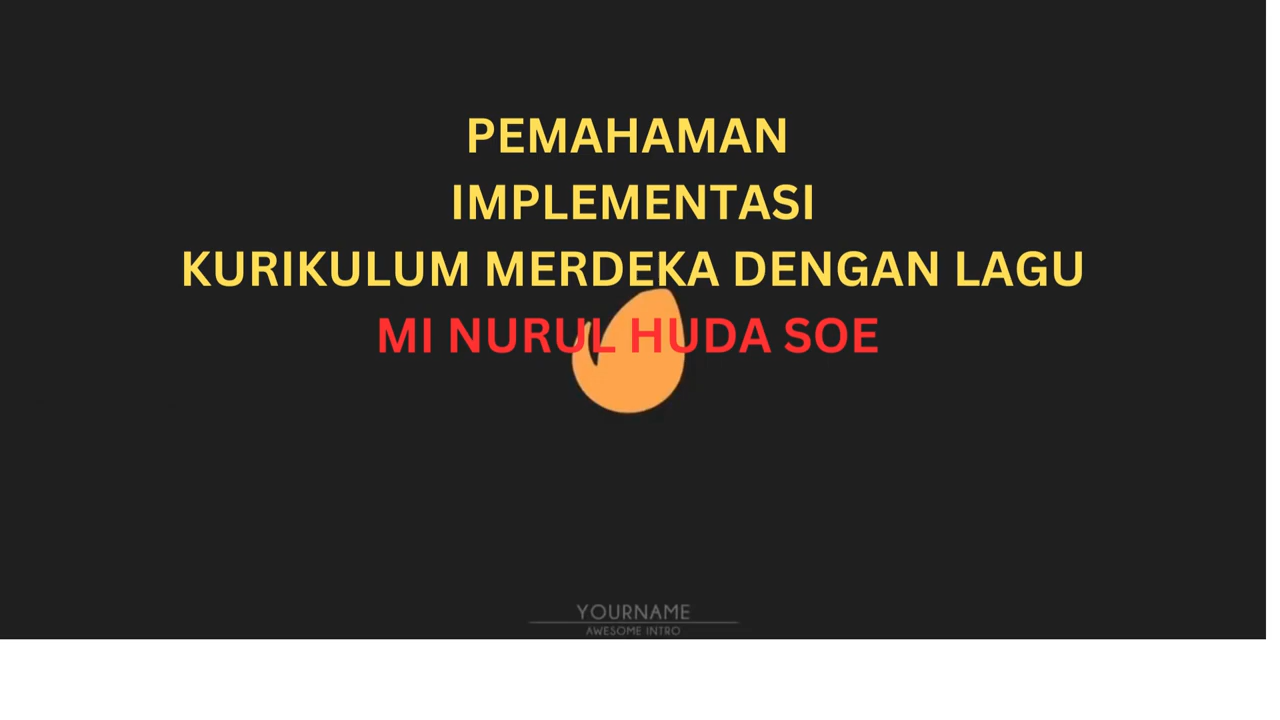 PEMAHAMAN
IMPLEMENTASI
KURIKULUM MERDEKA DENGAN LAGU
MI NURUL HUDA SOE
YOURNAME
AWESOME INTRO